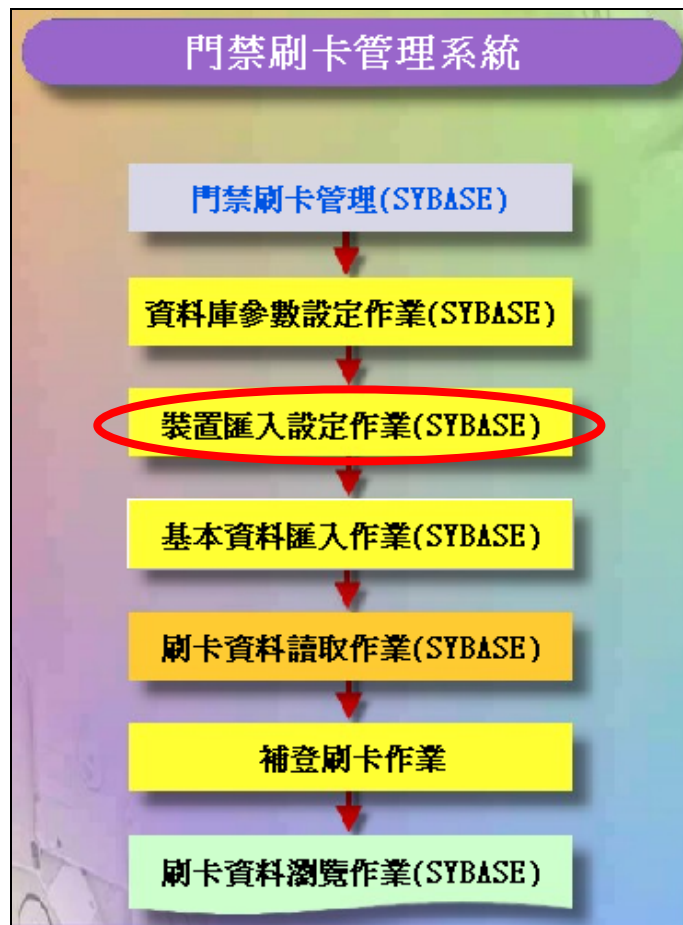 門禁刷卡管理系統
門禁刷卡管理(SYBASE)
資料庫參數設定作業(SYBASE)
裝置匯入設定作業(SYBASE)
基本資料匯入作業(SYBASE)
刷卡資料讀取作業(SYBASE)
補登刷卡作業
刷卡資料瀏覽作業(SYBASE)